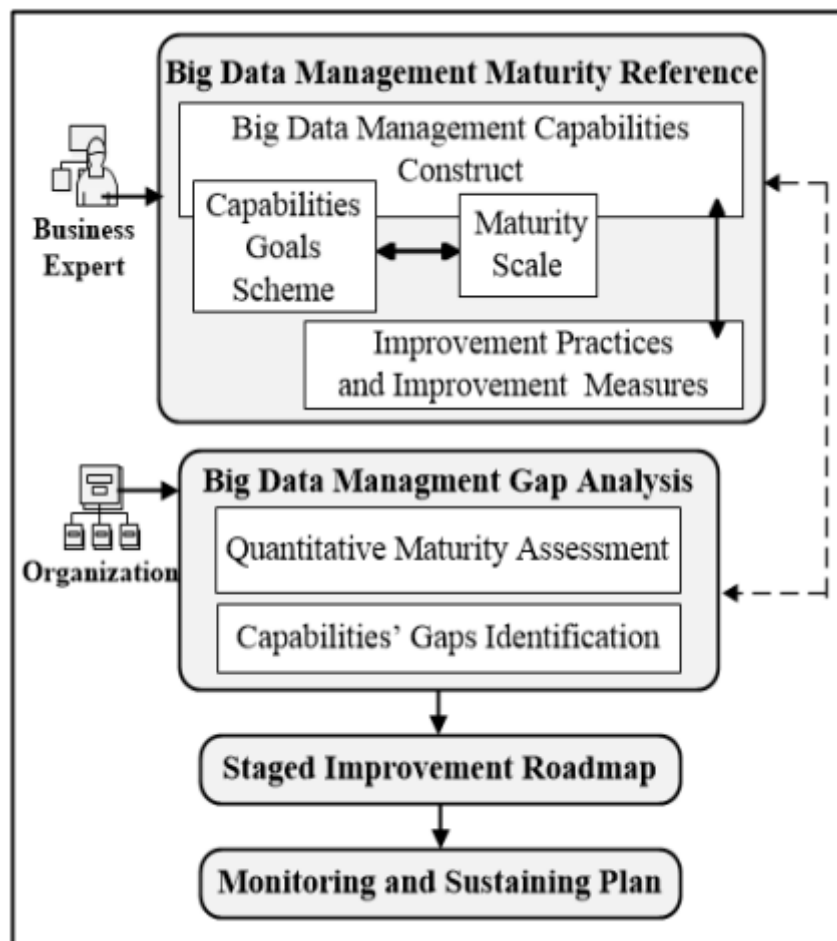 Big Data Management Maturity Reference
Big Data Management Capabilities
Construct
Capabilities
Goals
Scheme
Maturity
Scale
Improvement Practices
and Improvement Measures
Business
Expert
Big Data Managment Gap Analysis
Quantitative Maturity Assessment
Capabilities’ Gaps Identification
Organization
Staged Improvement Roadmap
Monitoring and Sustaining Plan